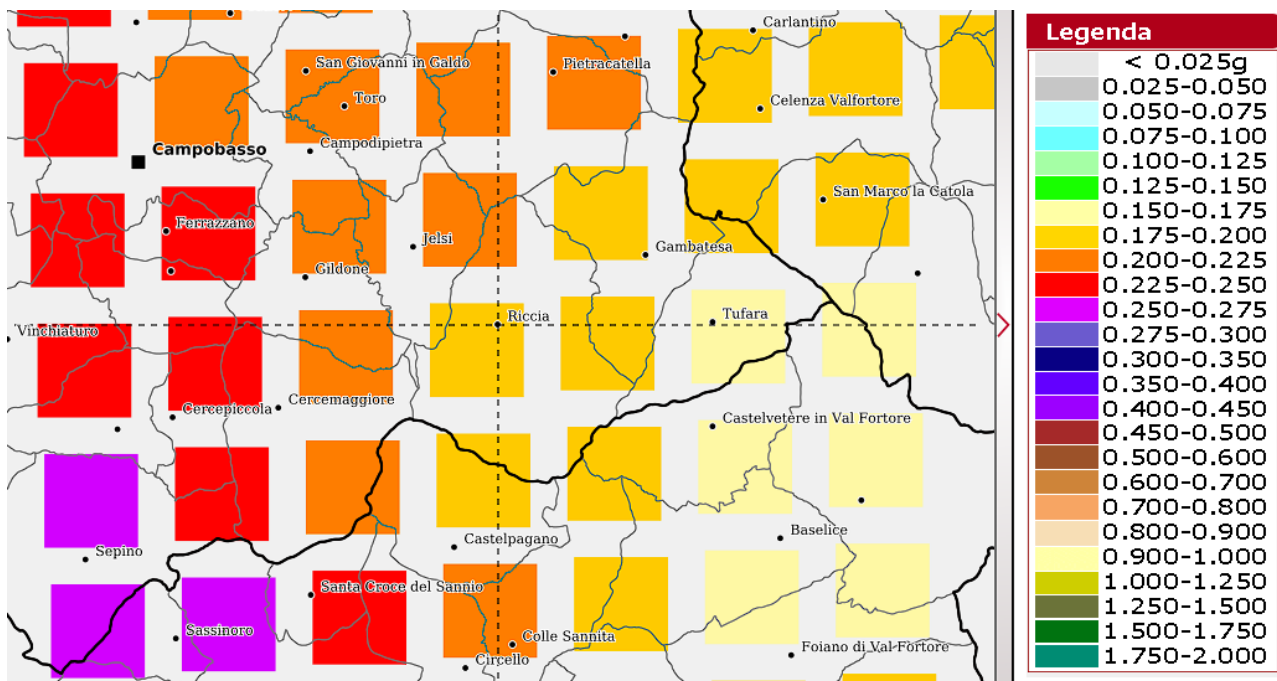 Carlantino
San Giovanni in Galdo
Pietracatella
Toro
Celenza Valfortore
Campobasso
Campodipietra
San Marco la Catola
Ferrazzano
Jelsi
Gambatesa
Gildone
Riccia
Tufara
Vinchiaturo
Cercemaggiore
Cercepiccola
Castelvetere in Val Fortore
Baselice
Castelpagano
Sepino
Santa Croce del Sannio
Sassinoro
Colle Sannita
Foiano di Val Fortore
Circello
Legenda
< 0.025g
0.025-0.050
0.050-0.075
0.075-0.100
0.100-0.125
0.125-0.150
0.150-0.175
0.175-0.200
0.200-0.225
0.225-0.250
0.250-0.275
0.275-0.300
0.300-0.350
0.350-0.400
0.400-0.450
0.450-0.500
0.500-0.600
0.600-0.700
0.700-0.800
0.800-0.900
0.900-1.000
1.000-1.250
1.250-1.500
1.500-1.750
1.750-2.000